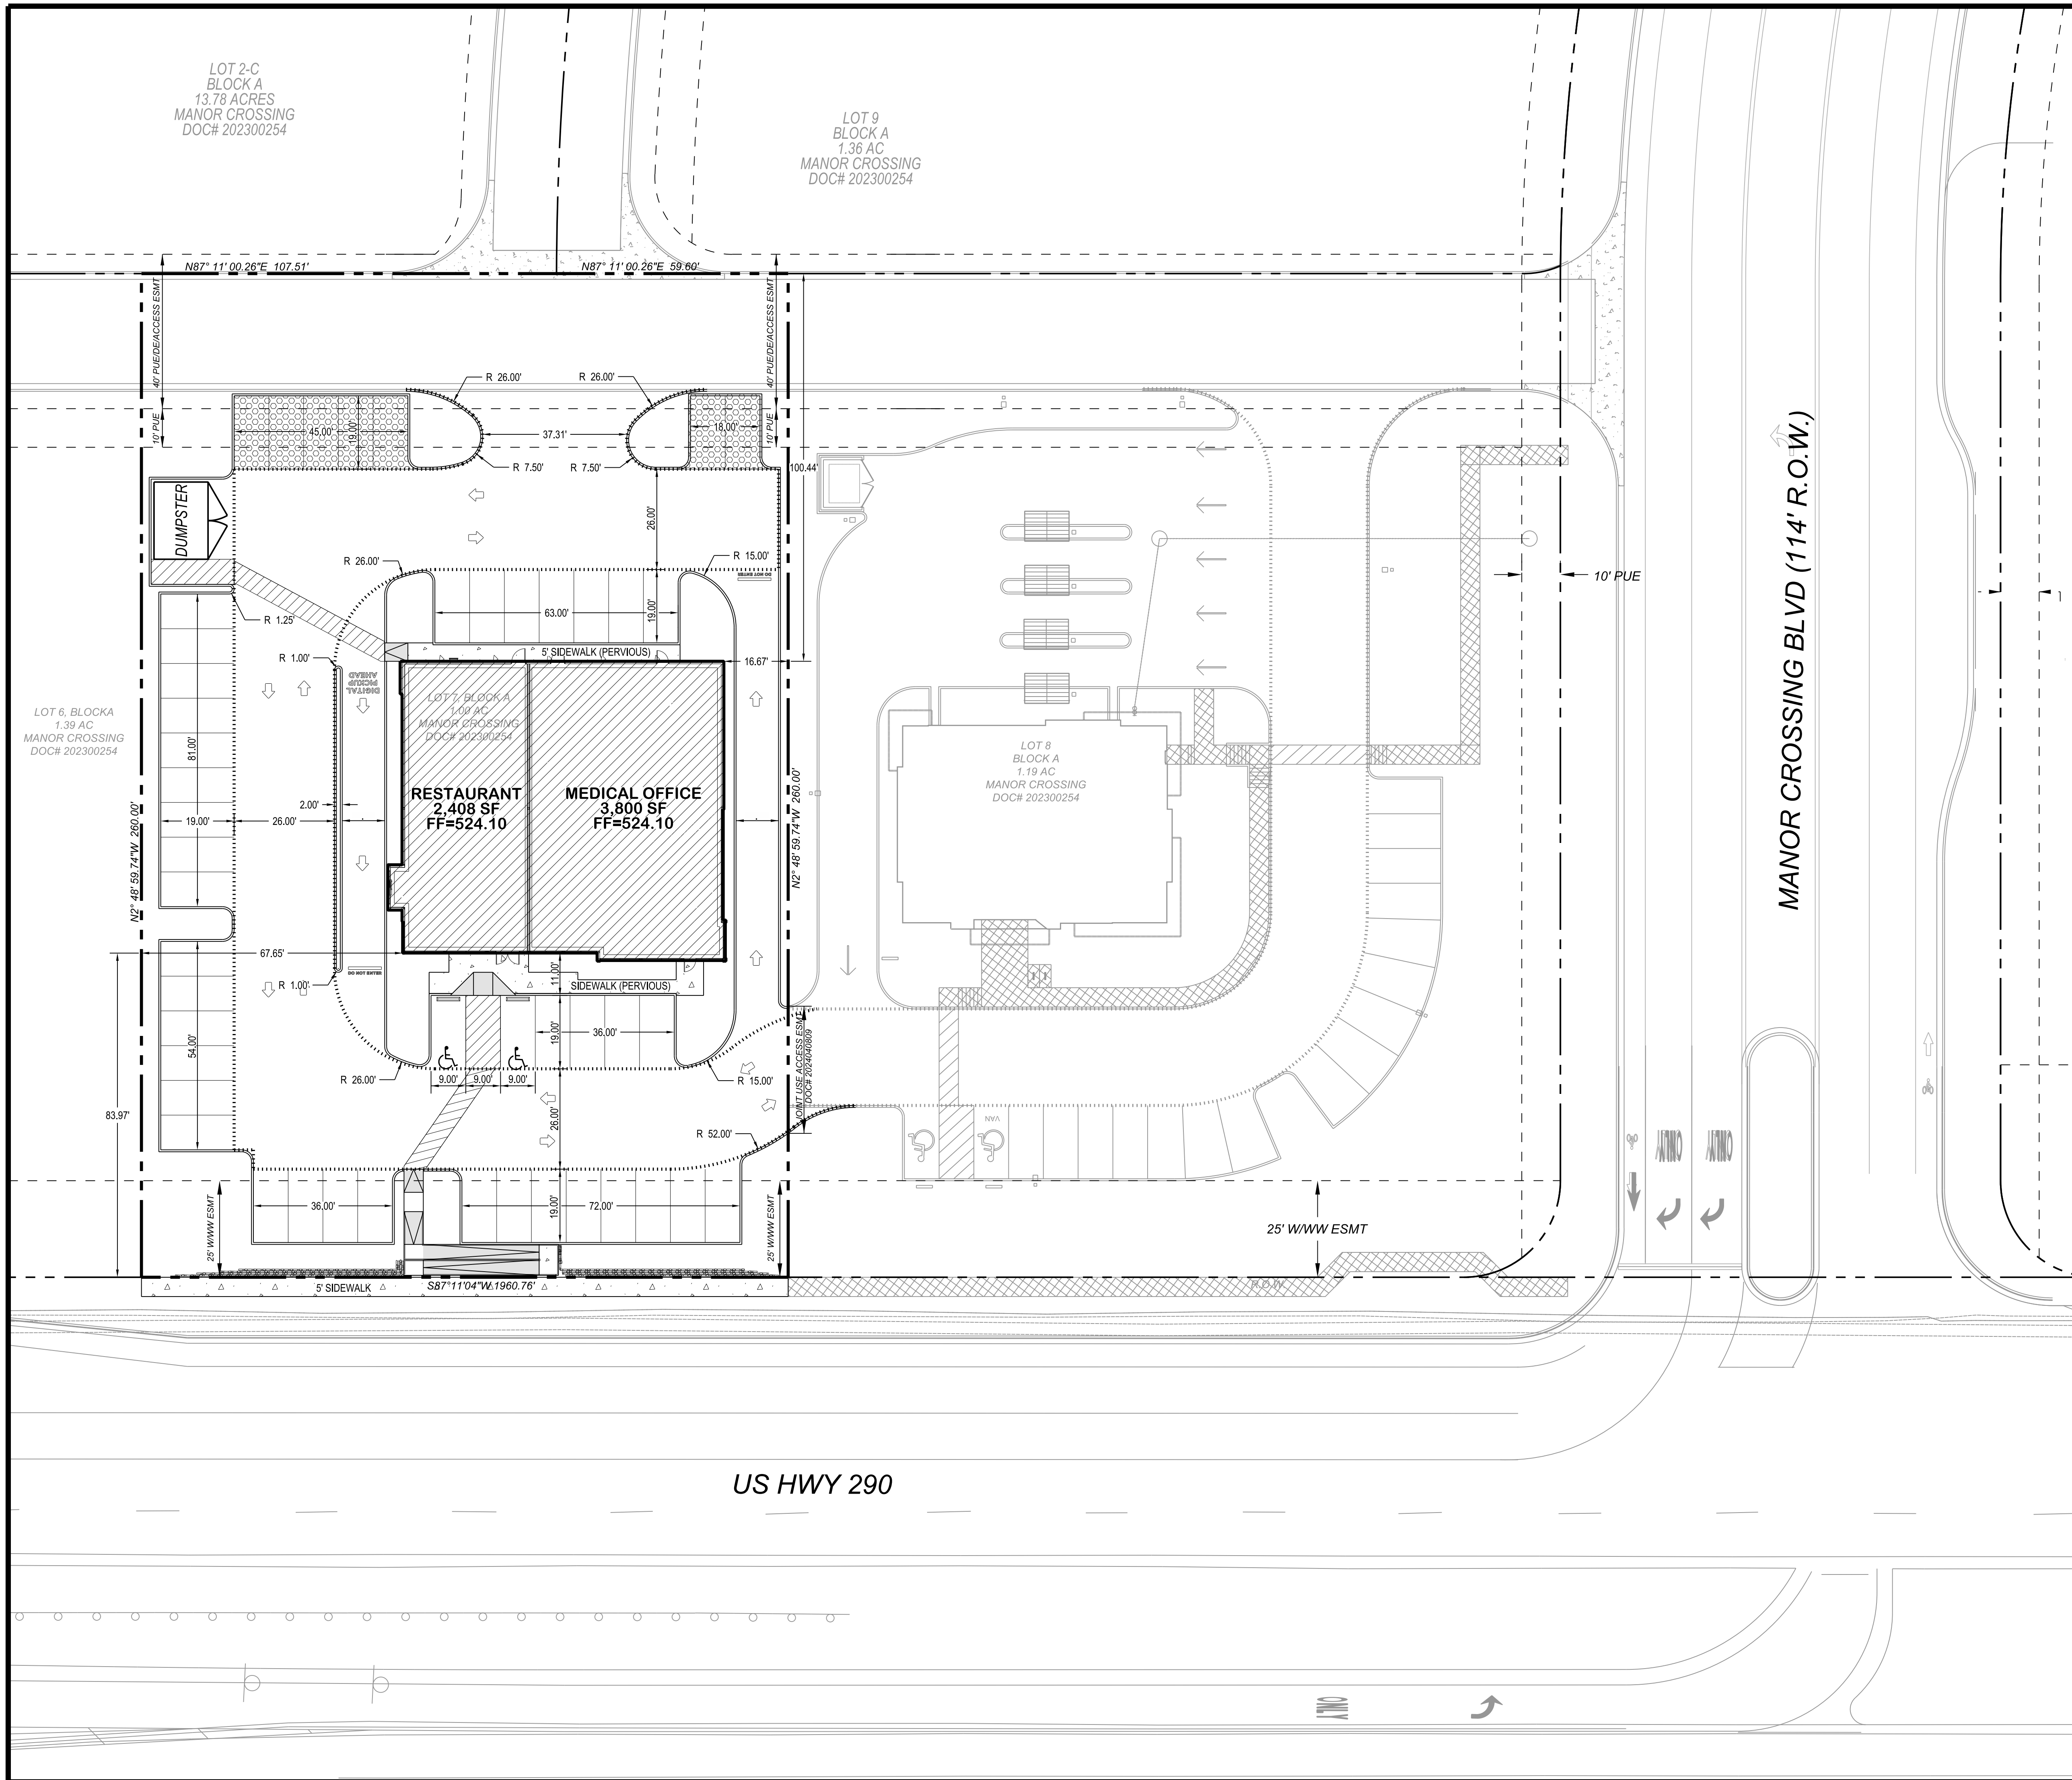 LOT 2-C
BLOCK A
13.78 ACRES
MANOR CROSSING
DOC# 202300254
LOT 9
BLOCK A
1.36 AC
MANOR CROSSING
DOC# 202300254
N87° 11' 00.26"E 107.51'
N87° 11' 00.26"E 59.60'
40' PUE/DE/ACCESS ESMT
40' PUE/DE/ACCESS ESMT
R 26.00'
R 26.00'
10' PUE
45.00'
19.00'
37.31'
18.00'
10' PUE
R 7.50'
R 7.50'
100.44'
DUMPSTER
26.00'
R 26.00'
R 15.00'
DO NOT ENTER
10' PUE
MANOR CROSSING BLVD (114' R.O.W.)
63.00'
19.00'
R 1.25'
R 1.00'
5' SIDEWALK (PERVIOUS)
16.67'
DIGITAL
PICKUP
AHEAD
LOT 7, BLOCK A
1.00 AC
MANOR CROSSING
DOC# 202300254
LOT 6, BLOCKA
1.39 AC
MANOR CROSSING
DOC# 202300254
81.00'
LOT 8
BLOCK A
1.19 AC
MANOR CROSSING
DOC# 202300254
RESTAURANT
2,408 SF
FF=524.10
MEDICAL OFFICE
3,800 SF
FF=524.10
2.00'
19.00'
26.00'
N2° 48' 59.74"W 260.00'
N2° 48' 59.74"W 260.00'
67.65'
DO NOT ENTER
11.00'
R 1.00'
SIDEWALK (PERVIOUS)
19.00'
36.00'
54.00'
JOINT USE ACCESS ESMT
DOC# 2024040809
R 26.00'
9.00'
9.00'
9.00'
R 15.00'
83.97'
26.00'
R 52.00'
VAN
ONLY
ONLY
25' W/WW ESMT
36.00'
19.00'
72.00'
25' W/WW ESMT
25' W/WW ESMT
5' SIDEWALK
S87°11'04"W 1960.76'
R.O.W.
US HWY 290
ONLY